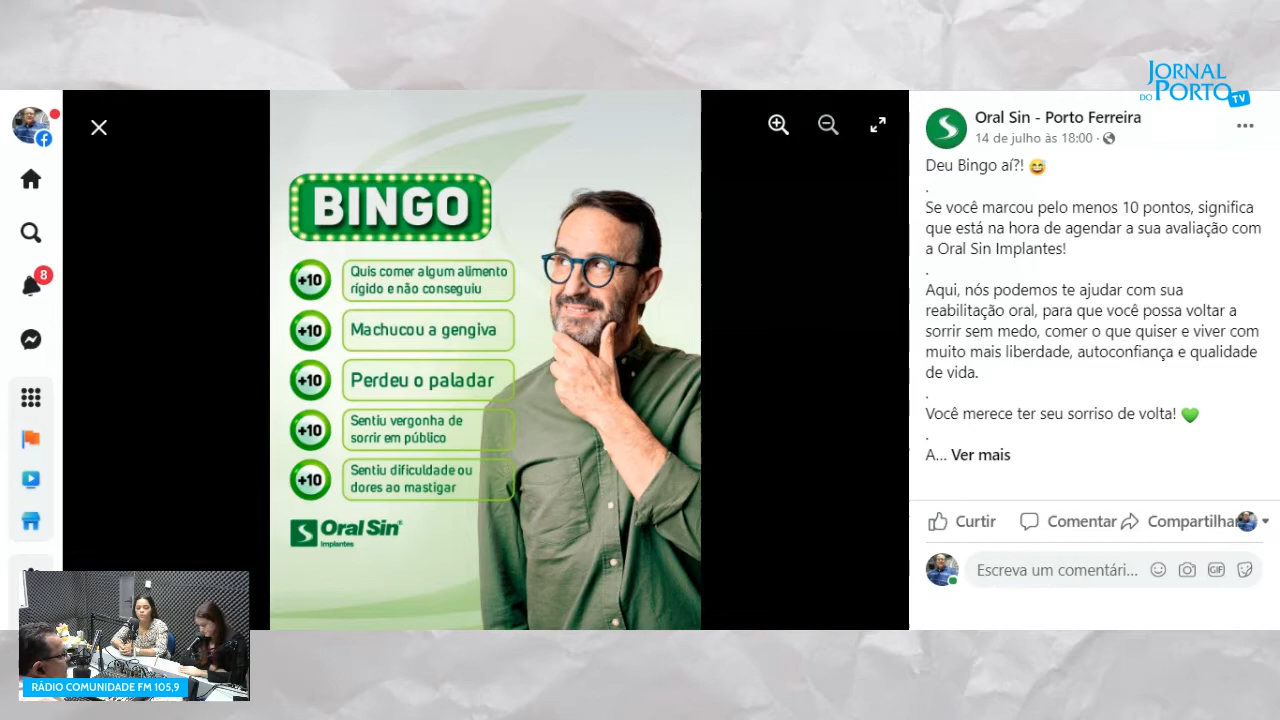 JORNAL
DO PORTO TV
8
BINGO
+10 Quis comer algum alimento
rígido e não conseguiu
+10 Machucou a gengiva
+10 Perdeu o paladar
+10 Sentiu vergonha de
sorrir em público
+10 Sentiu dificuldade ou
dores ao mastigar
Oral Sin®
Implantes
Oral Sin - Porto Ferreira
14 de julho às 18:00 ·
Deu Bingo aí?! 😅
.
Se você marcou pelo menos 10 pontos, significa
que está na hora de agendar a sua avaliação com
a Oral Sin Implantes!
.
Aqui, nós podemos te ajudar com sua
reabilitação oral, para que você possa voltar a
sorrir sem medo, comer o que quiser e viver com
muito mais liberdade, autoconfiança e qualidade
de vida.
.
Você merece ter seu sorriso de volta! 💚
.
A... Ver mais
Curtir Comentar Compartilha
Escreva um comentári... GIF
RÁDIO COMUNIDADE FM 105,9